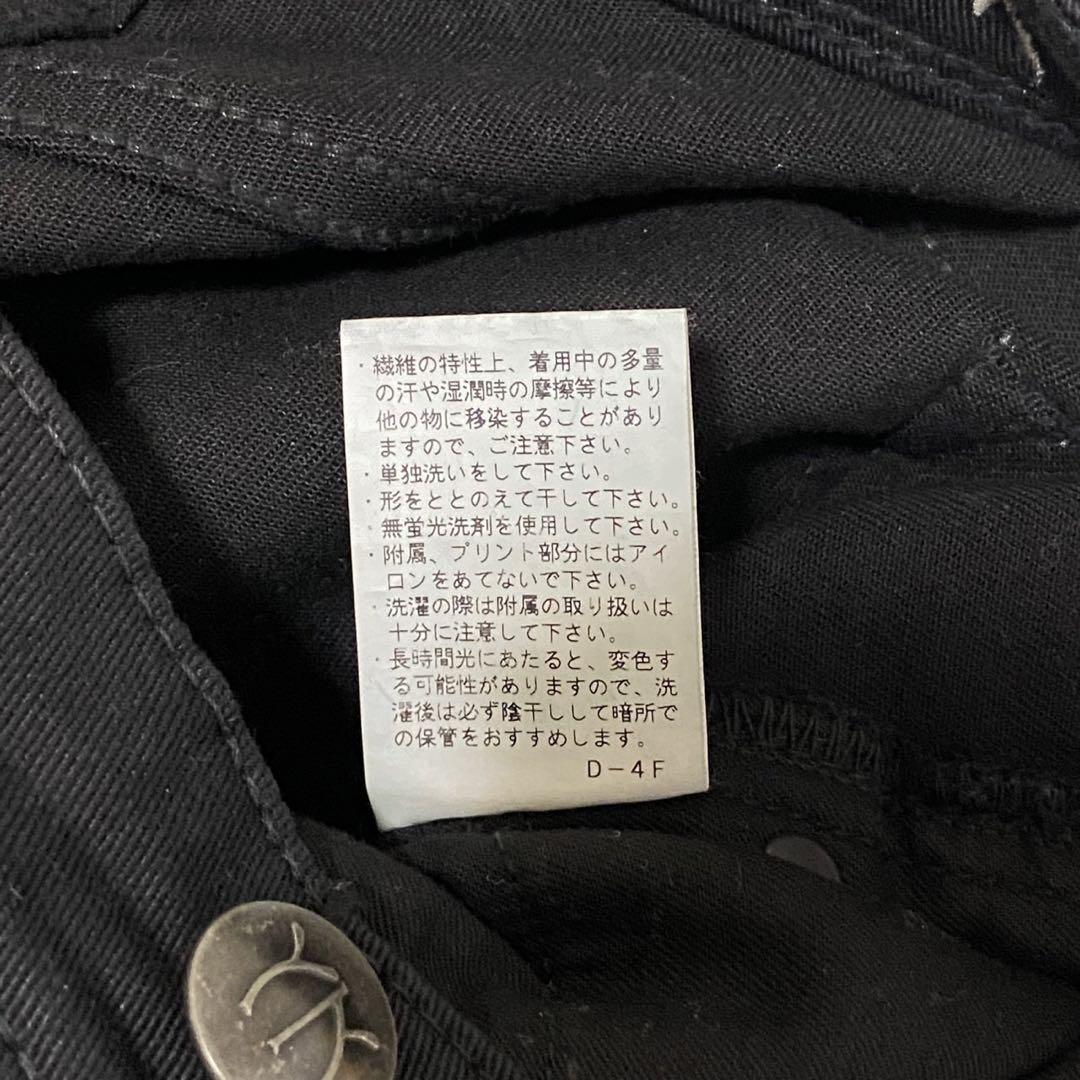 ・繊維の特性上、着用中の多量
の汗や湿潤時の摩擦等により
他の物に移染することがあり
ますので、ご注意下さい。
・単独洗いをして下さい。
・形をととのえて干して下さい。
・無蛍光洗剤を使用して下さい。
・附属、プリント部分にはアイ
ロンをあてないで下さい。
・洗濯の際は附属の取り扱いは
十分に注意して下さい。
・長時間光にあたると、変色す
る可能性がありますので、洗
濯後は必ず陰干しして暗所で
の保管をおすすめします。
D-4F